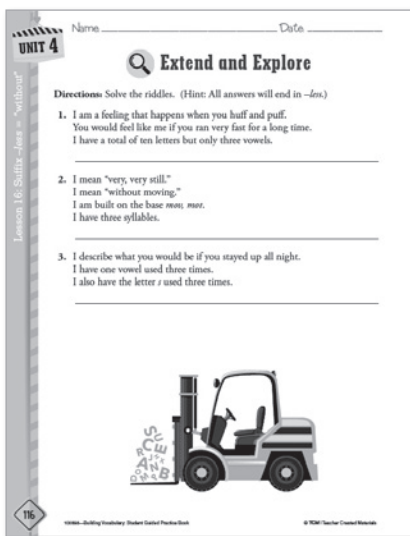 Name Date
UNIT 4
Extend and Explore
Lesson 16: Suffix -less = "without"
Directions: Solve the riddles. (Hint: All answers will end in –less.)
1. I am a feeling that happens when you huff and puff.
You would feel like me if you ran very fast for a long time.
I have a total of ten letters but only three vowels.
2. I mean "very, very still."
I mean "without moving."
I am built on the base mov, mot.
I have three syllables.
3. I describe what you would be if you stayed up all night.
I have one vowel used three times.
I also have the letter s used three times.
116
—Building Vocabulary: Student Guided Practice Book
© TCM | Teacher Created Materials